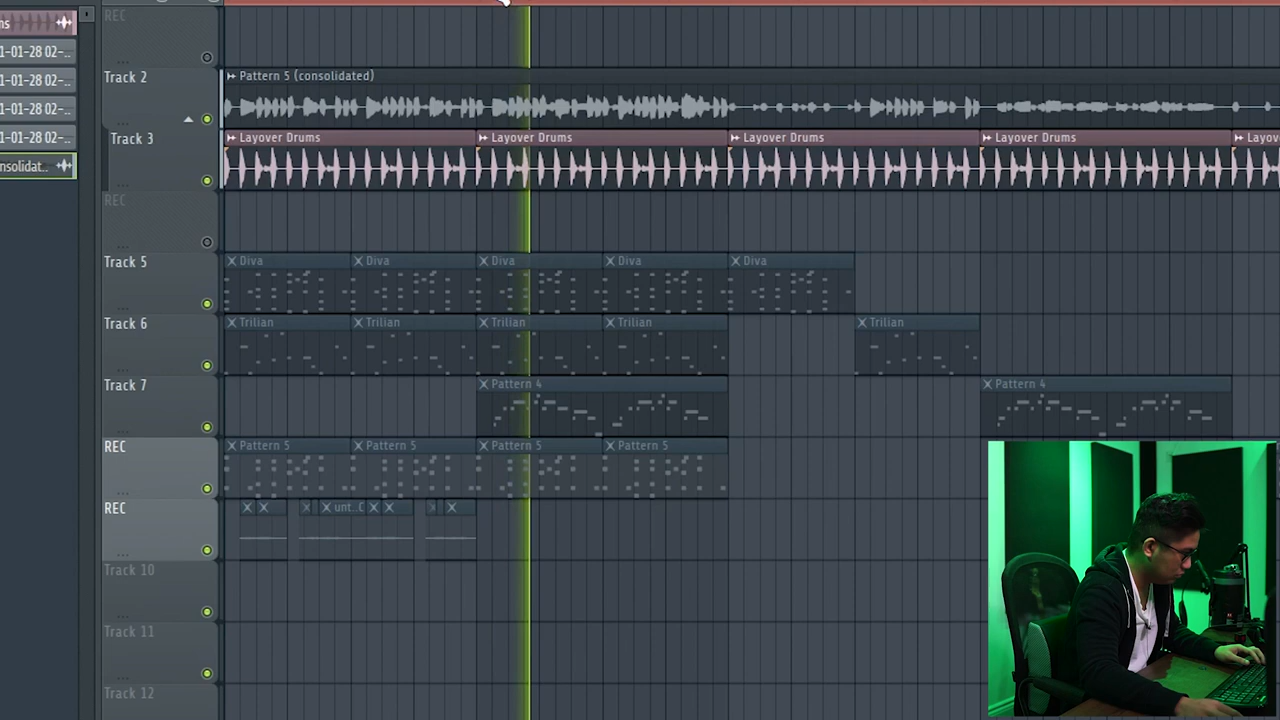 REC
ns
1-01-28 02-..
1-01-28 02-..
1-01-28 02-..
1-01-28 02-..
nsolidat..
Track 2
Pattern 5 (consolidated)
Track 3
Layover Drums
Layover Drums
Layover Drums
Layover Drums
Layov
REC
Track 5
Diva
Diva
Diva
Diva
Diva
Track 6
Trilian
Trilian
Trilian
Trilian
Trilian
Track 7
Pattern 4
Pattern 4
REC
Pattern 5
Pattern 5
Pattern 5
Pattern 5
REC
unt..C
Track 10
Track 11
Track 12